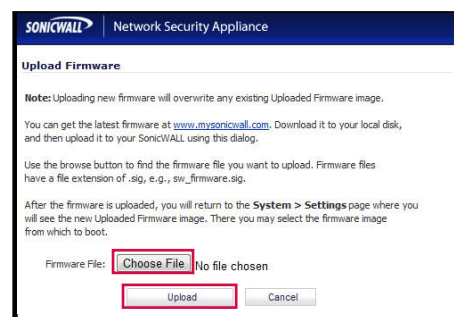 SONICWALL Network Security Appliance
Upload Firmware
Note: Uploading new firmware will overwrite any existing Uploaded Firmware image.
You can get the latest firmware at www.mysonicwall.com. Download it to your local disk,
and then upload it to your SonicWALL using this dialog.
Use the browse button to find the firmware file you want to upload. Firmware files
have a file extension of .sig, e.g., sw_firmware.sig.
After the firmware is uploaded, you will return to the System > Settings page where you
will see the new Uploaded Firmware image. There you may select the firmware image
from which to boot.
Firmware File: Choose File No file chosen
Upload Cancel